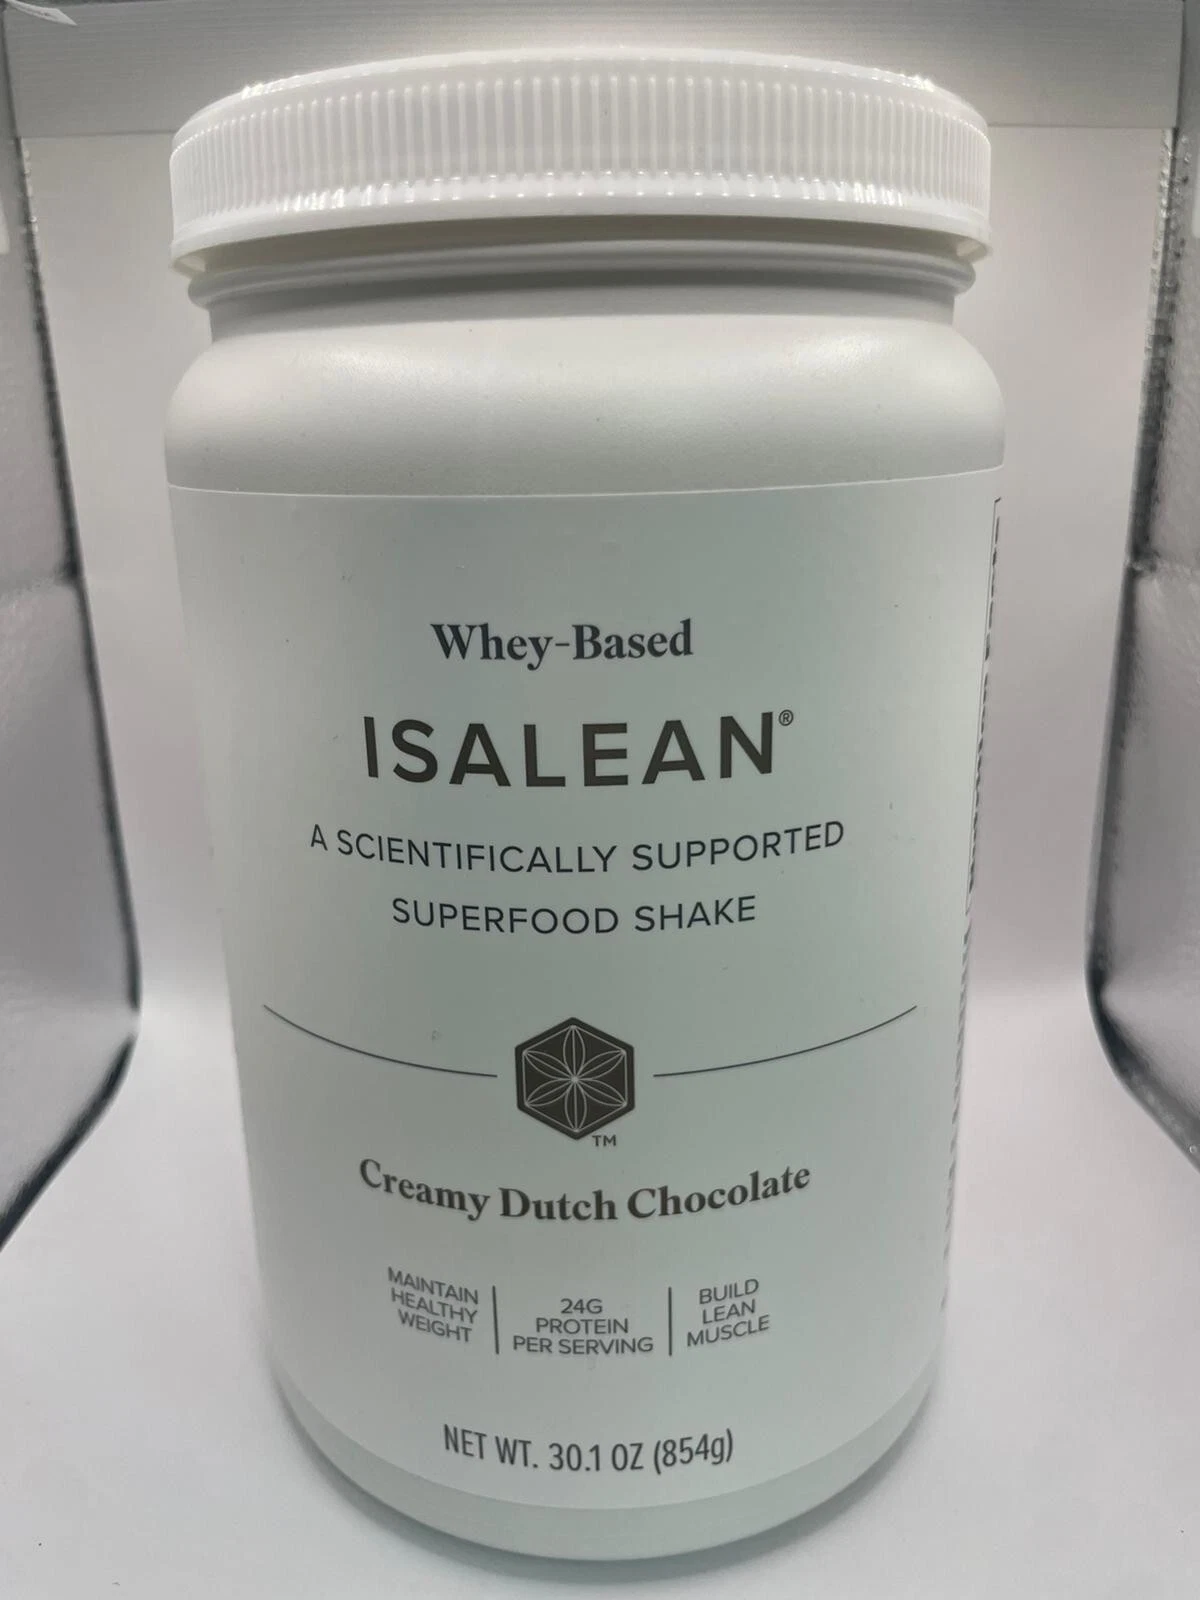 Whey-Based
ISALEAN®
A SCIENTIFICALLY SUPPORTED
SUPERFOOD SHAKE
TM
Creamy Dutch Chocolate
MAINTAIN
HEALTHY
WEIGHT
24G
PROTEIN
PER SERVING
BUILD
LEAN
MUSCLE
NET WT. 30.1 OZ (854g)